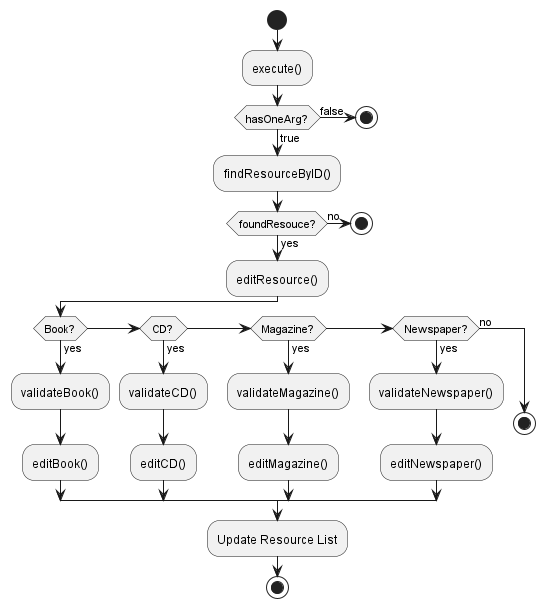 execute()
hasOneArg?
false
true
findResourceByID()
foundResouce?
no
yes
editResource()
Book?
CD?
Magazine?
Newspaper?
no
yes
yes
yes
yes
validateBook()
validateCD()
validateMagazine()
validateNewspaper()
editBook()
editCD()
editMagazine()
editNewspaper()
Update Resource List